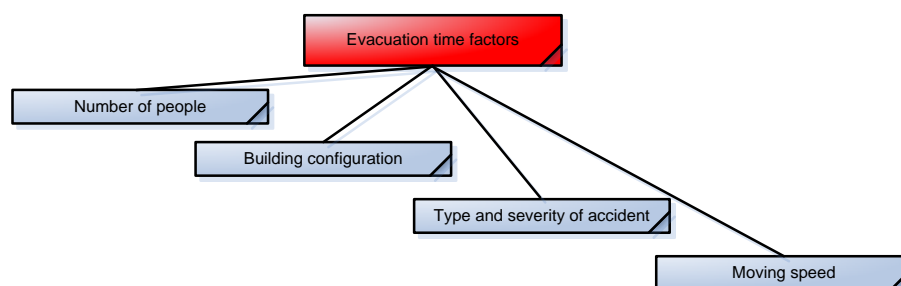 Evacuation time factors
Number of people
Building configuration
Type and severity of accident
Moving speed